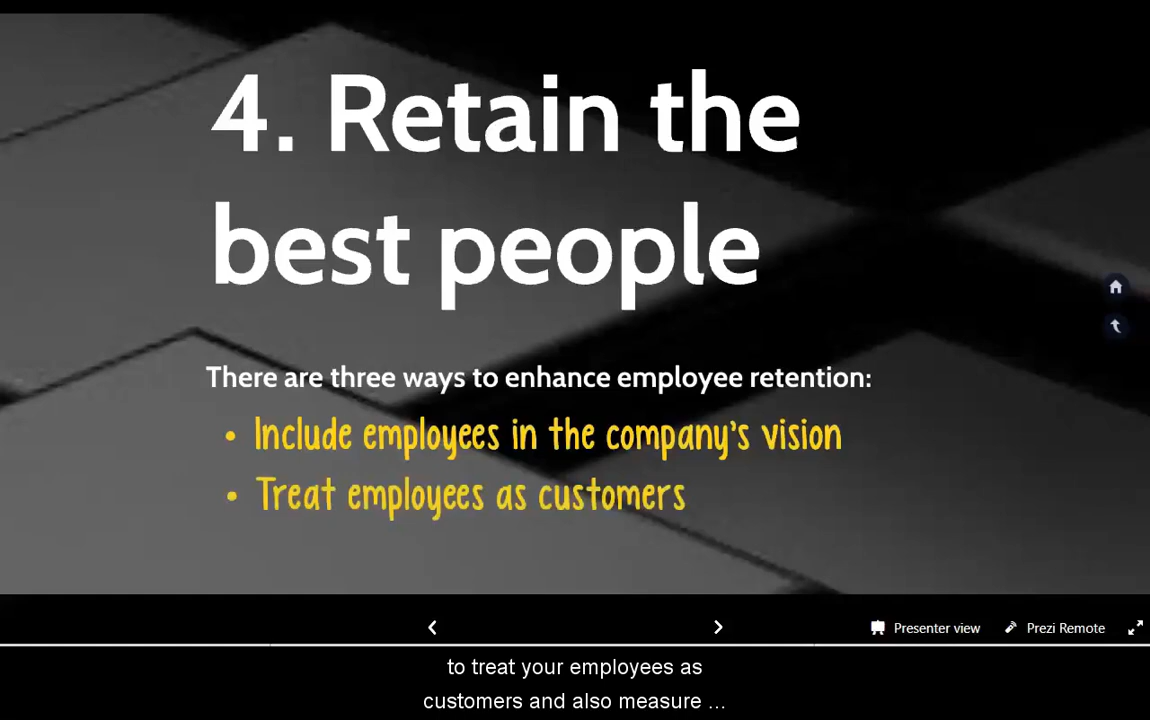 4. Retain the
best people
There are three ways to enhance employee retention:
• Include employees in the company's vision
• Treat employees as customers
Presenter view
Prezi Remote
to treat your employees as
customers and also measure ...